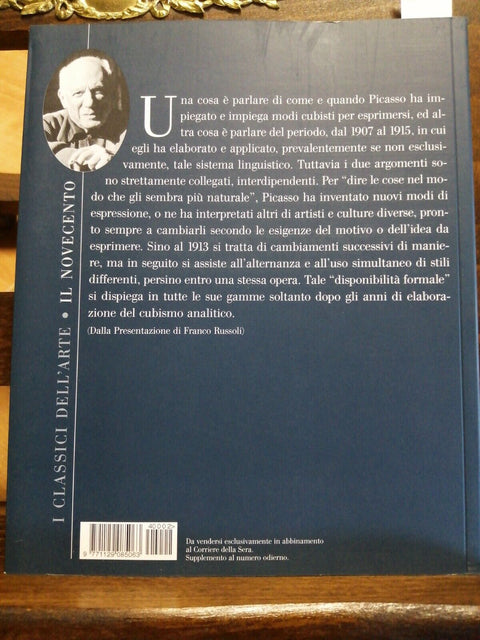 Una cosa è parlare di come e quando Picasso ha im-
piegato e impiega modi cubisti per esprimersi, ed al-
tra cosa è parlare del periodo, dal 1907 al 1915, in cui
egli ha elaborato e applicato, prevalentemente se non esclusi-
vamente, tale sistema linguistico. Tuttavia i due argomenti so-
no strettamente collegati, interdipendenti. Per “dire le cose nel mo-
do che gli sembra più naturale”, Picasso ha inventato nuovi modi di
espressione, o ne ha interpretati altri di artisti e culture diverse, pron-
to sempre a cambiarli secondo le esigenze del motivo o dell'idea da
esprimere. Sino al 1913 si tratta di cambiamenti successivi di manie-
re, ma in seguito si assiste all'alternanza e all'uso simultaneo di stili
differenti, persino entro una stessa opera. Tale “disponibilità formale”
si dispiega in tutte le sue gamme soltanto dopo gli anni di elabora-
zione del cubismo analitico.
(Dalla Presentazione di Franco Russoli)
I CLASSICI DELL'ARTE • IL NOVECENTO
40002>
9 771129 085063
Da vendersi esclusivamente in abbinamento
al Corriere della Sera.
Supplemento al numero odierno.